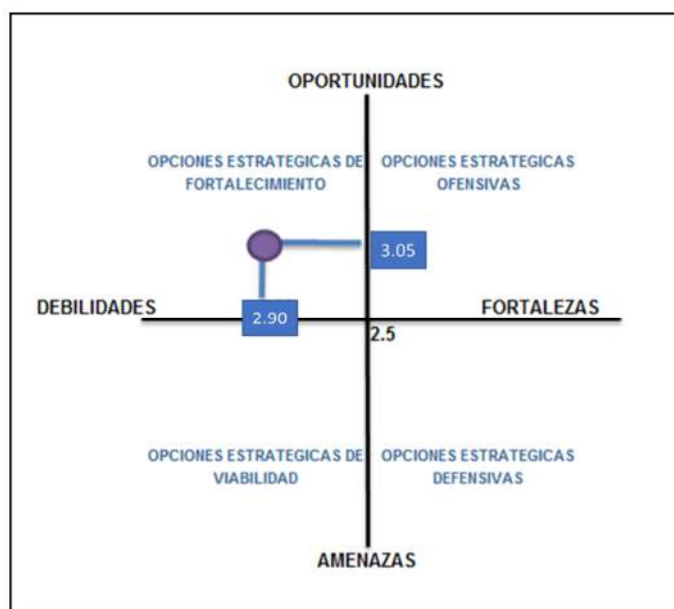 OPORTUNIDADES
OPCIONES ESTRATEGICAS DE
FORTALECIMIENTO
OPCIONES ESTRATEGICAS
OFENSIVAS
3.05
DEBILIDADES
2.90
FORTALEZAS
2.5
OPCIONES ESTRATEGICAS DE
VIABILIDAD
OPCIONES ESTRATEGICAS
DEFENSIVAS
AMENAZAS